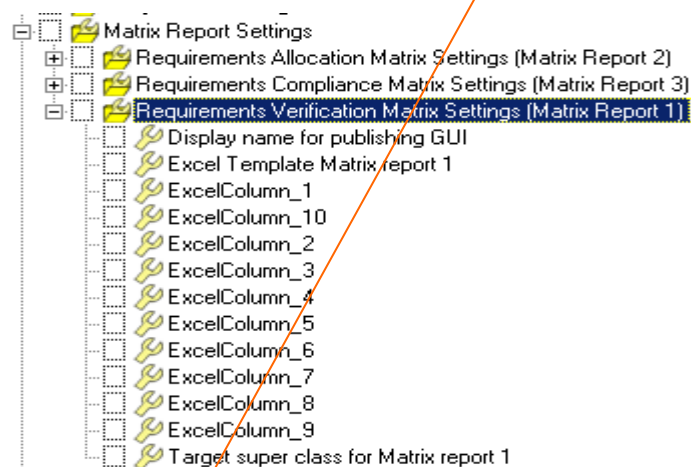 Matrix Report Settings
Requirements Allocation Matrix Settings (Matrix Report 2)
Requirements Compliance Matrix Settings (Matrix Report 3)
Requirements Verification Matrix Settings (Matrix Report 1)
Display name for publishing GUI
Excel Template Matrix report 1
ExcelColumn_1
ExcelColumn_10
ExcelColumn_2
ExcelColumn_3
ExcelColumn_4
ExcelColumn_5
ExcelColumn_6
ExcelColumn_7
ExcelColumn_8
ExcelColumn_9
Target super class for Matrix report 1